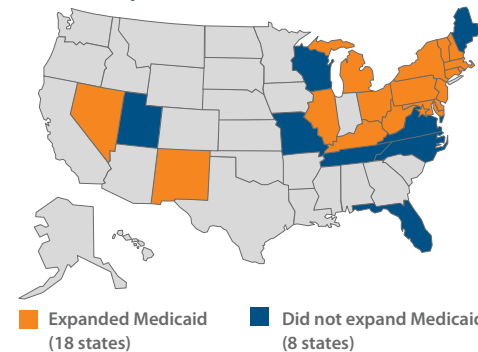 Expanded Medicaid
(18 states)
Did not expand Medicaid
(8 states)